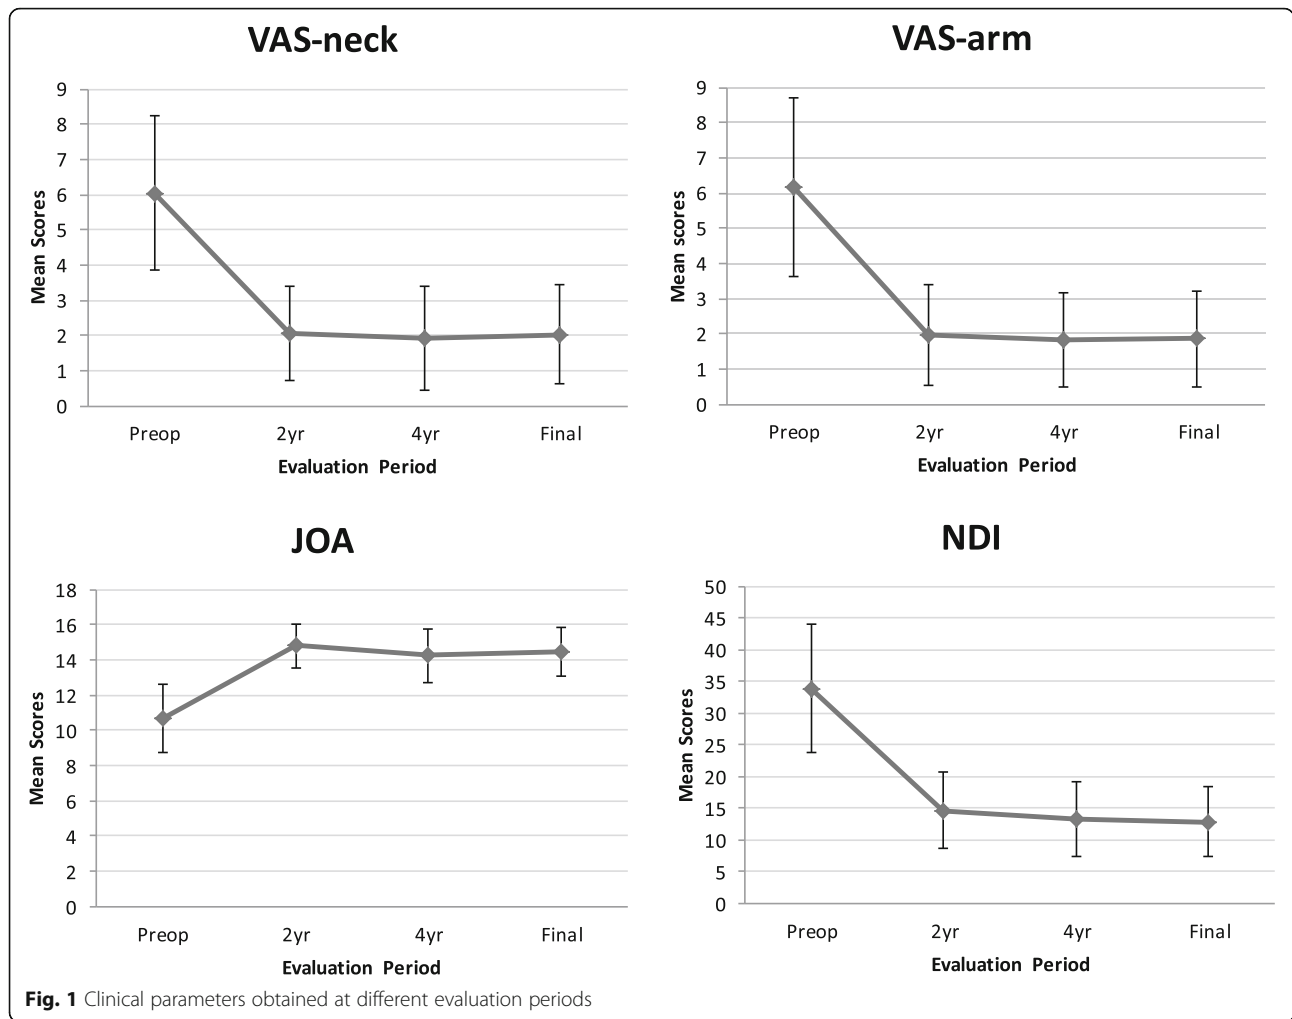 VAS-neck
9
8
7
6
5
4
3
2
1
0
Mean Scores
Preop 2yr 4yr Final
Evaluation Period
VAS-arm
9
8
7
6
5
4
3
2
1
0
Mean scores
Preop 2yr 4yr Final
Evaluation Period
JOA
18
16
14
12
10
8
6
4
2
0
Mean Scores
Preop 2yr 4yr Final
Evaluation Period
NDI
50
45
40
35
30
25
20
15
10
5
0
Mean Scores
Preop 2yr 4yr Final
Evaluation Period
Fig. 1 Clinical parameters obtained at different evaluation periods